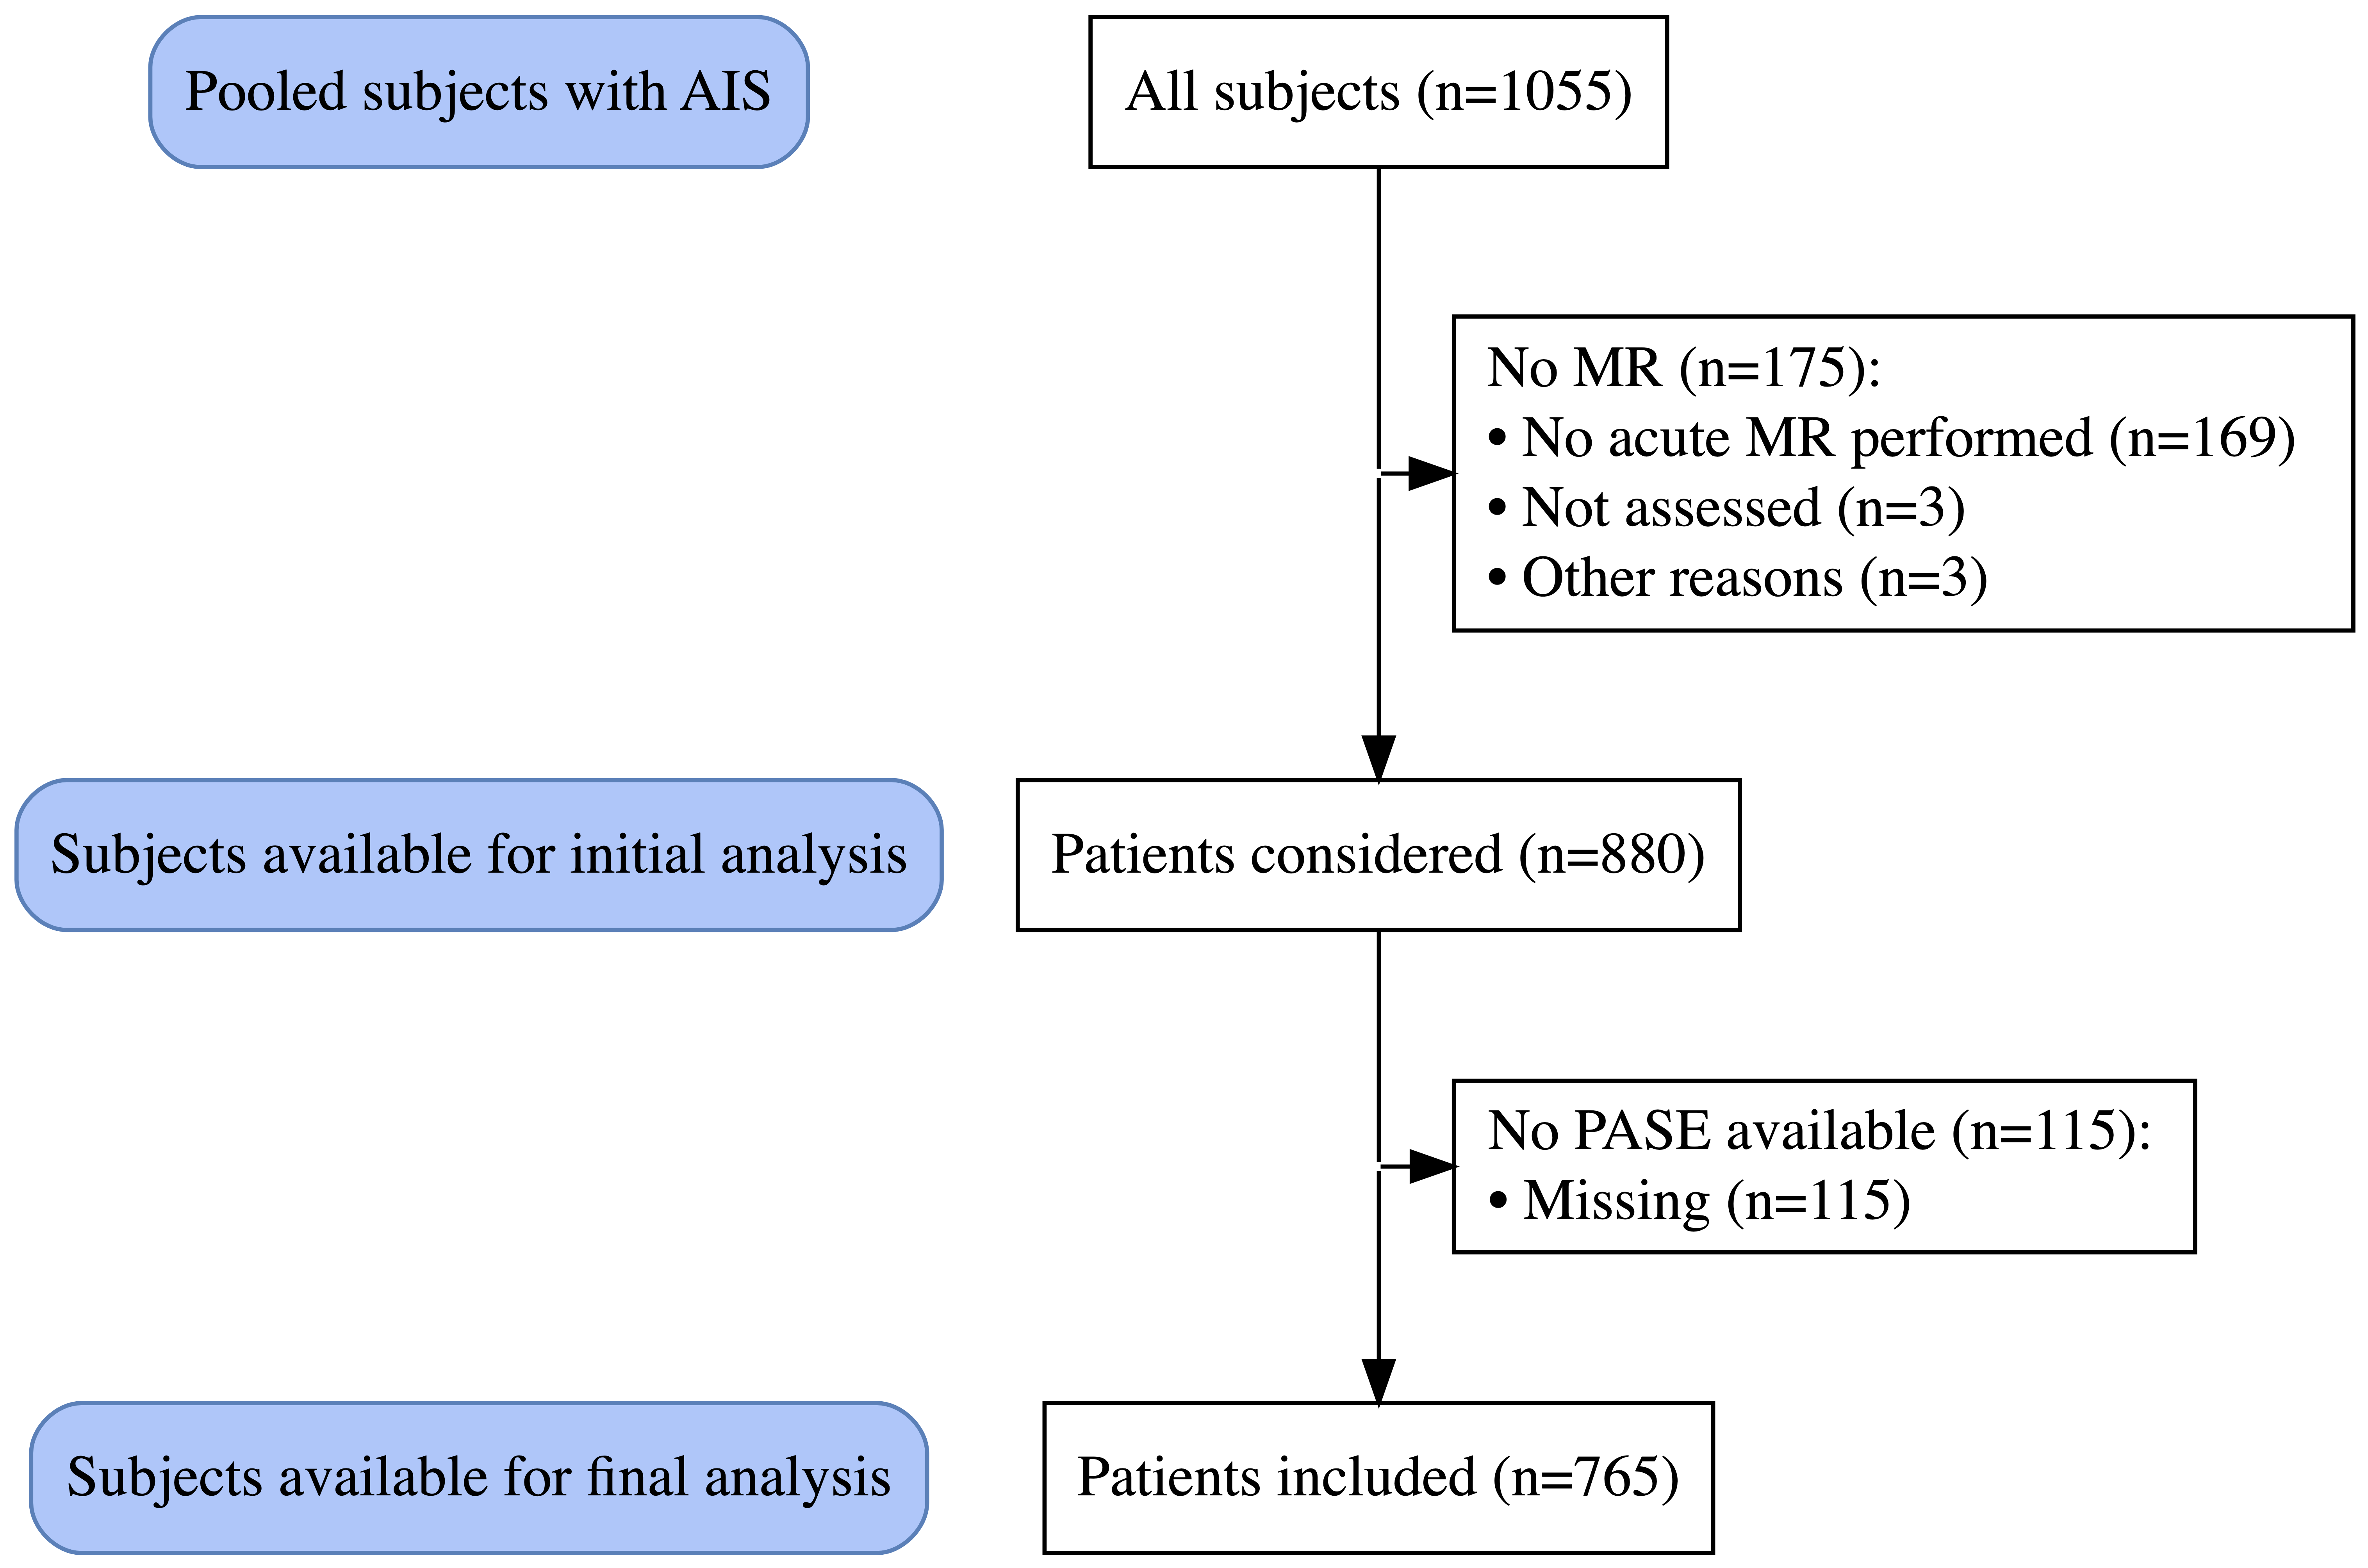 Pooled subjects with AIS
All subjects (n=1055)
No MR (n=175):
• No acute MR performed (n=169)
• Not assessed (n=3)
• Other reasons (n=3)
Subjects available for initial analysis
Patients considered (n=880)
No PASE available (n=115):
• Missing (n=115)
Subjects available for final analysis
Patients included (n=765)